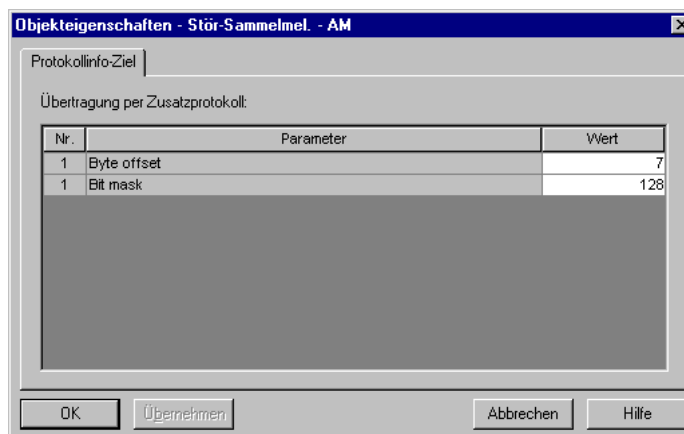 Objekteigenschaften - Stör-Sammelmel. - AM
Protokollinfo-Ziel
Übertragung per Zusatzprotokoll:
Nr. Parameter Wert
1 Byte offset 7
1 Bit mask 128
OK Übernehmen Abbrechen Hilfe